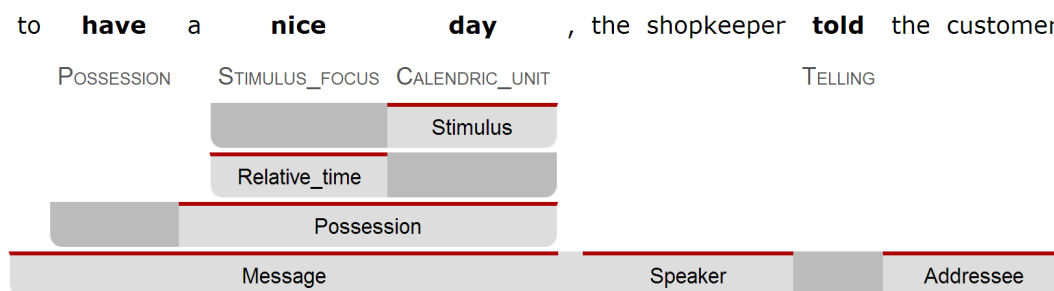 to have a nice day , the shopkeeper told the customer
POSSESSION STIMULUS_FOCUS CALENDRIC_UNIT TELLING
Stimulus
Relative_time
Possession
Message Speaker Addressee